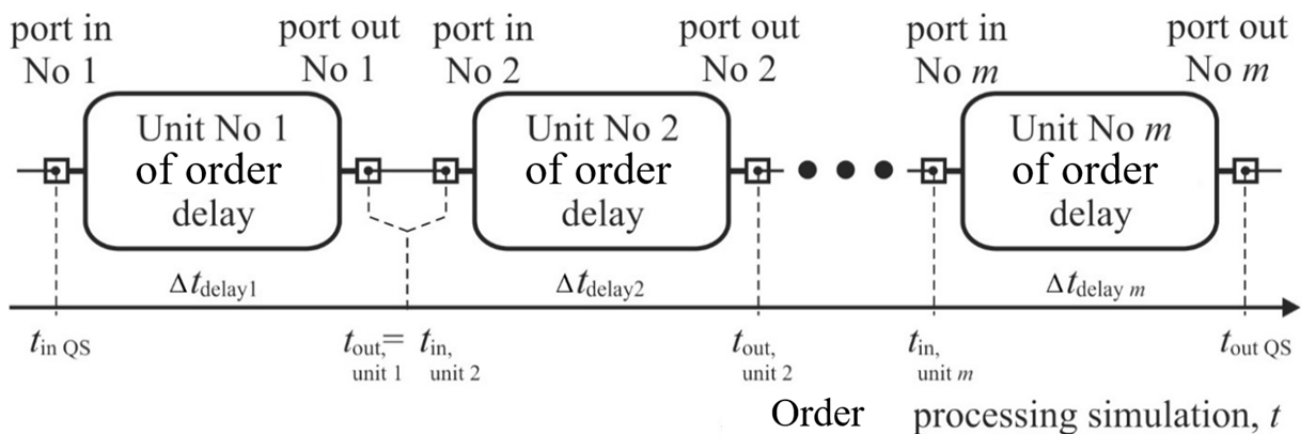 port in port out port in port out port in port out
No 1 No 1 No 2 No 2 No m No m
Unit No 1 Unit No 2 Unit No m
of order of order of order
delay delay delay
Δtdelay1 Δtdelay2 Δtdelay m
tin QS tout, = tin, tout, tin, tout QS
unit 1 unit 2 unit 2 unit m
Order processing simulation, t